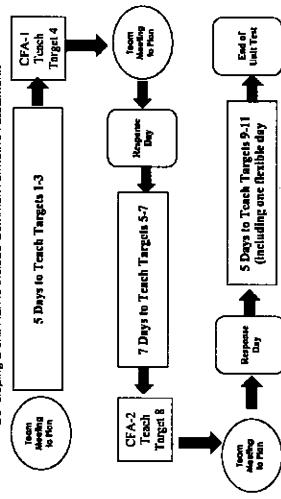 Team
Meeting
to Plan
5 Days to Teach Targets 1-3
CFA-1
Teach
Target 4
Team
Meeting
to Plan
Response
Day
7 Days to Teach Targets 5-7
CFA-2
Teach
Target 8
Team
Meeting
to Plan
Response
Day
5 Days to Teach Targets 9-11
(including one flexible day
End of
Unit Test